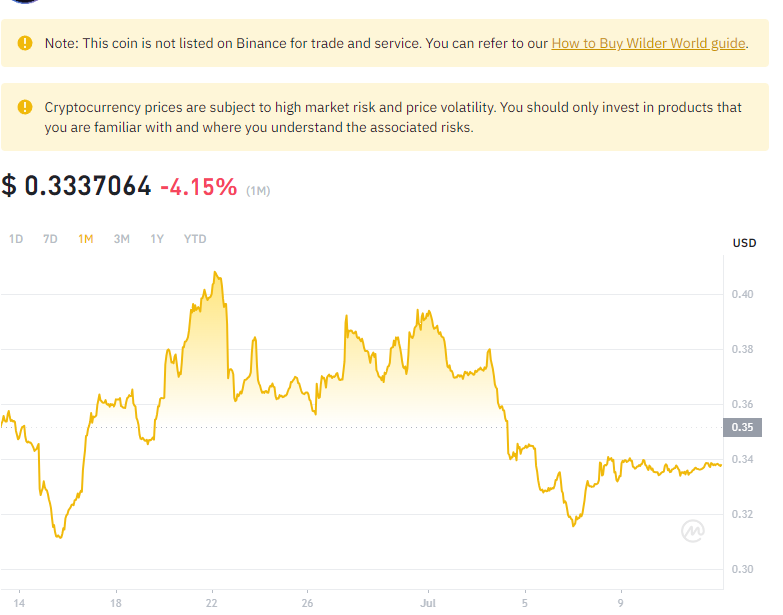 Note: This coin is not listed on Binance for trade and service. You can refer to our How to Buy Wilder World guide.
Cryptocurrency prices are subject to high market risk and price volatility. You should only invest in products that
you are familiar with and where you understand the associated risks.
$ 0.3337064 -4.15% (1M)
1D 7D 1M 3M 1Y YTD
USD
0.40
0.38
0.36
0.35
0.34
0.32
0.30
14 18 22 26 Jul 5 9